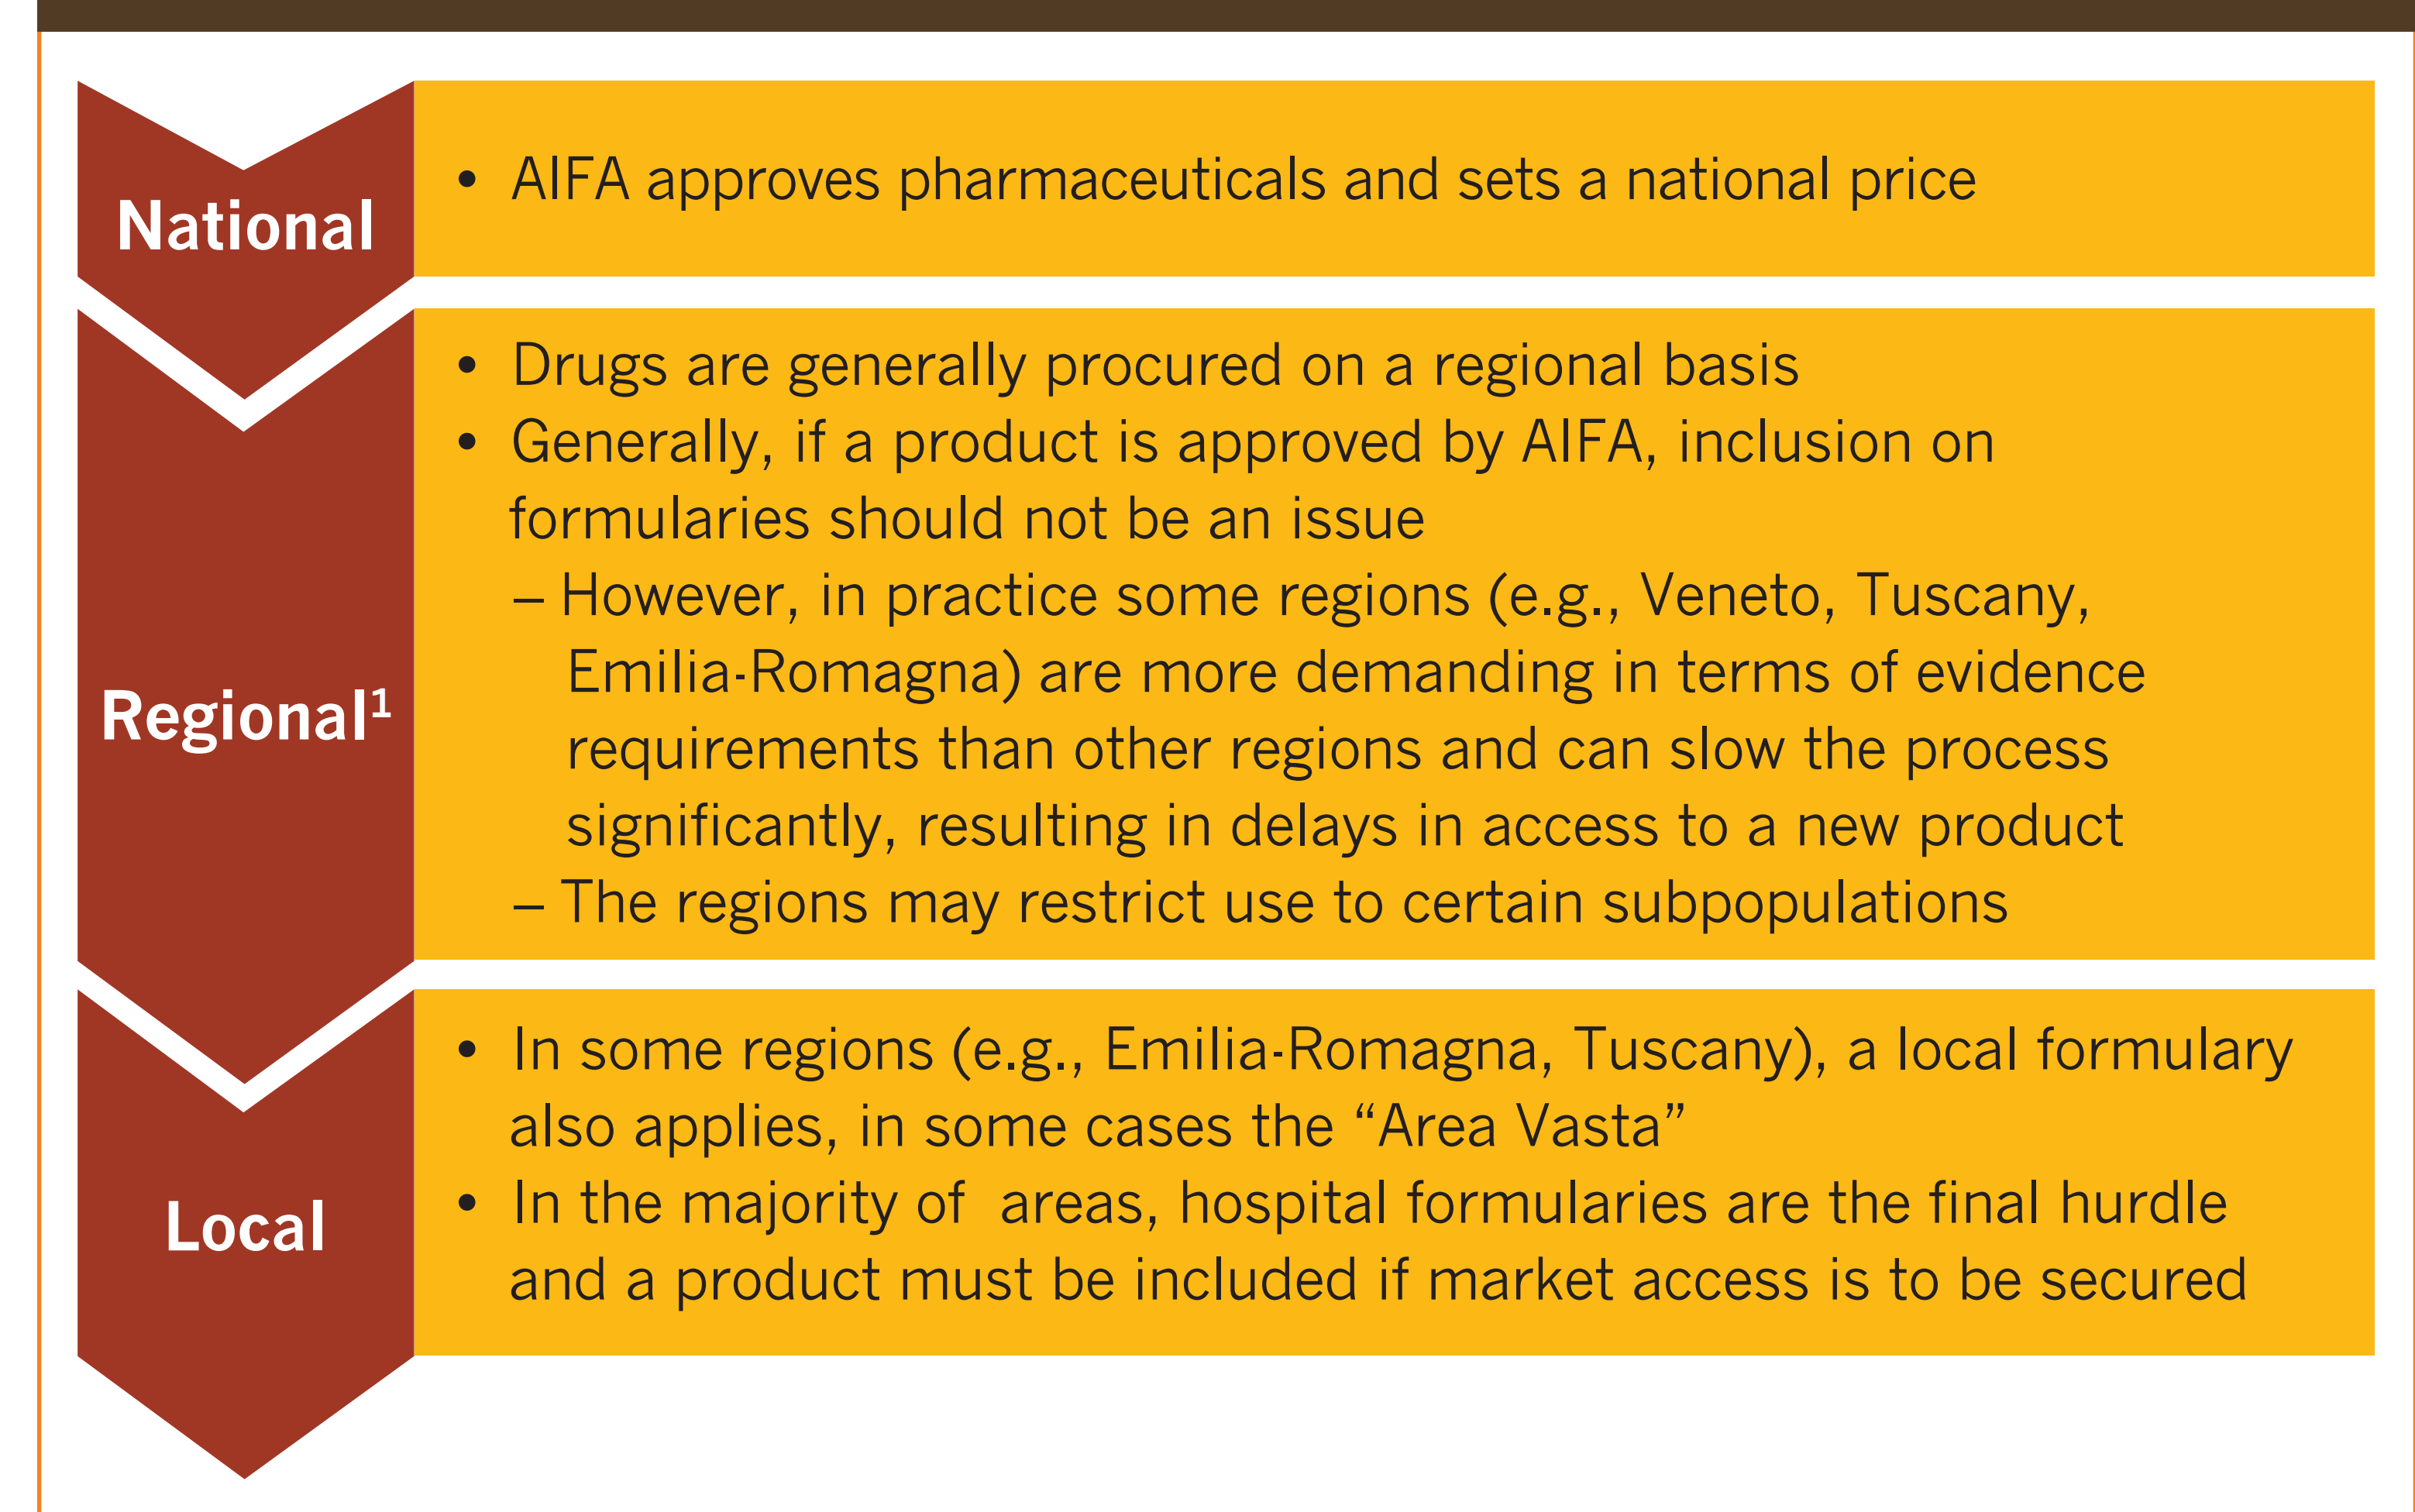 National
• AIFA approves pharmaceuticals and sets a national price
Regional¹
• Drugs are generally procured on a regional basis
• Generally, if a product is approved by AIFA, inclusion on
formularies should not be an issue
– However, in practice some regions (e.g., Veneto, Tuscany,
Emilia-Romagna) are more demanding in terms of evidence
requirements than other regions and can slow the process
significantly, resulting in delays in access to a new product
– The regions may restrict use to certain subpopulations
Local
• In some regions (e.g., Emilia-Romagna, Tuscany), a local formulary
also applies, in some cases the “Area Vasta”
• In the majority of areas, hospital formularies are the final hurdle
and a product must be included if market access is to be secured